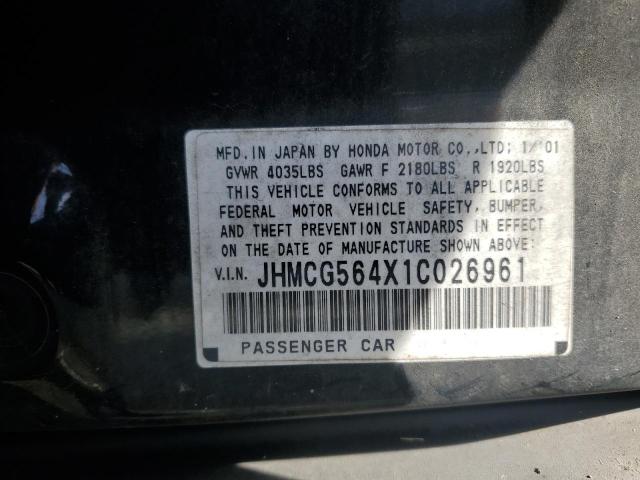 MFD. IN JAPAN BY HONDA MOTOR CO.,LTD; 1/'01
GVWR 4035LBS GAWR F 2180LBS R 1920LBS
THIS VEHICLE CONFORMS TO ALL APPLICABLE
FEDERAL MOTOR VEHICLE SAFETY, BUMPER,
AND THEFT PREVENTION STANDARDS IN EFFECT
ON THE DATE OF MANUFACTURE SHOWN ABOVE:
V.I.N. JHMCG564X1C026961
PASSENGER CAR